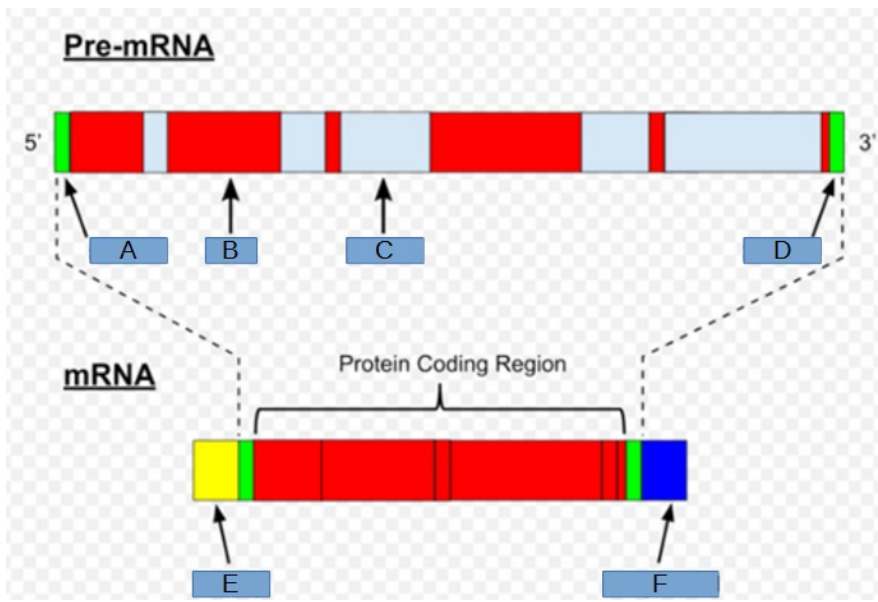 Pre-mRNA
5' 3'
A B C D
Protein Coding Region
mRNA
E F